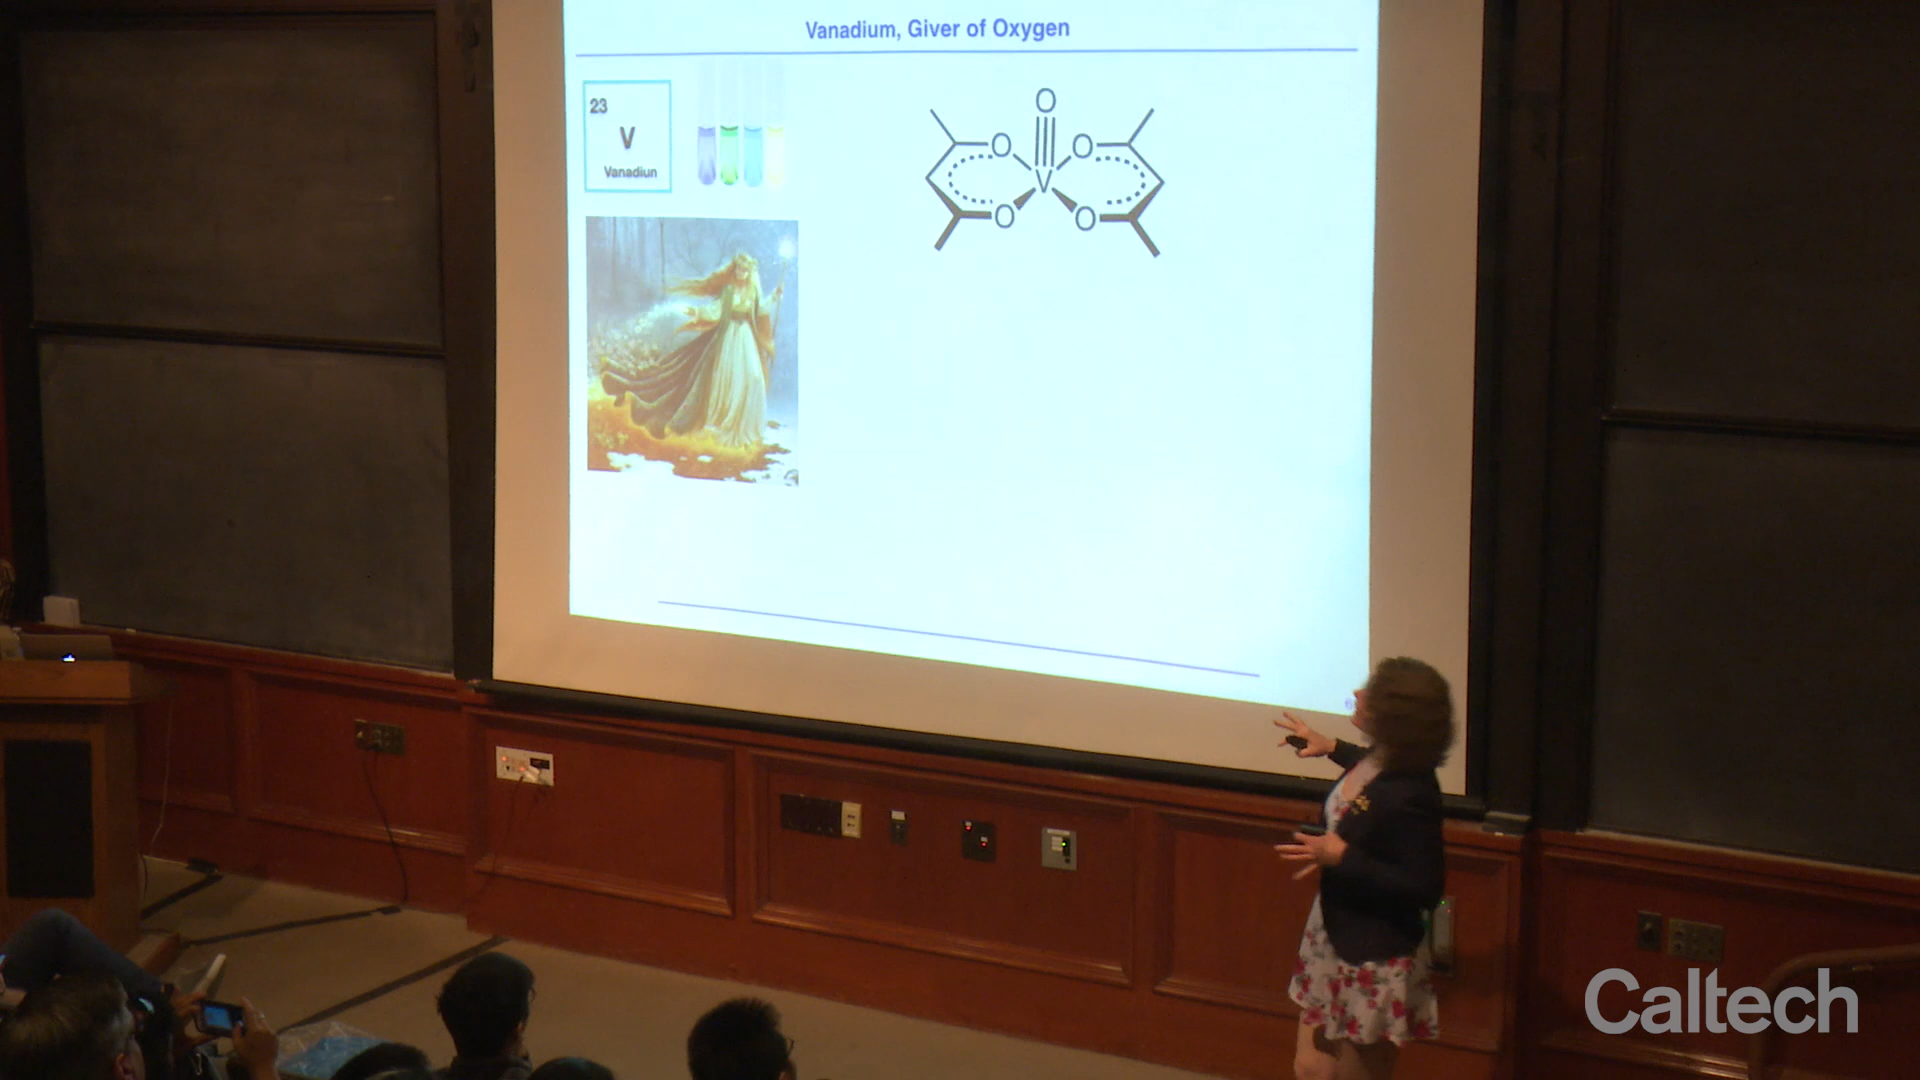 Vanadium, Giver of Oxygen
23
V
Vanadiun
O
O
O
V
O
O
Caltech